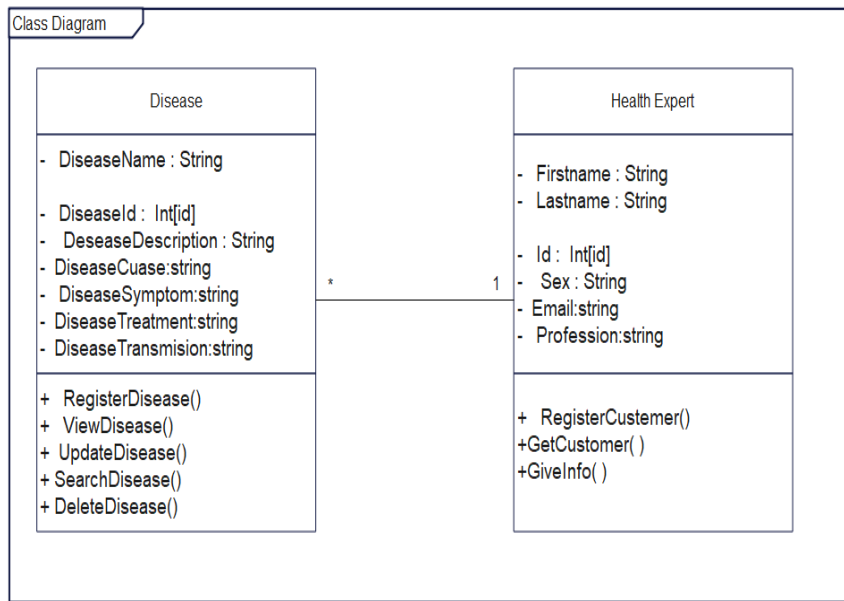 Class Diagram
Disease
- DiseaseName : String
- DiseaseId : Int[id]
- DeseaseDescription : String
- DiseaseCuase:string
- DiseaseSymptom:string
- DiseaseTreatment:string
- DiseaseTransmision:string
+ RegisterDisease()
+ ViewDisease()
+ UpdateDisease()
+ SearchDisease()
+ DeleteDisease()
* 1
Health Expert
- Firstname : String
- Lastname : String
- Id : Int[id]
- Sex : String
- Email:string
- Profession:string
+ RegisterCustemer()
+GetCustomer( )
+GiveInfo( )